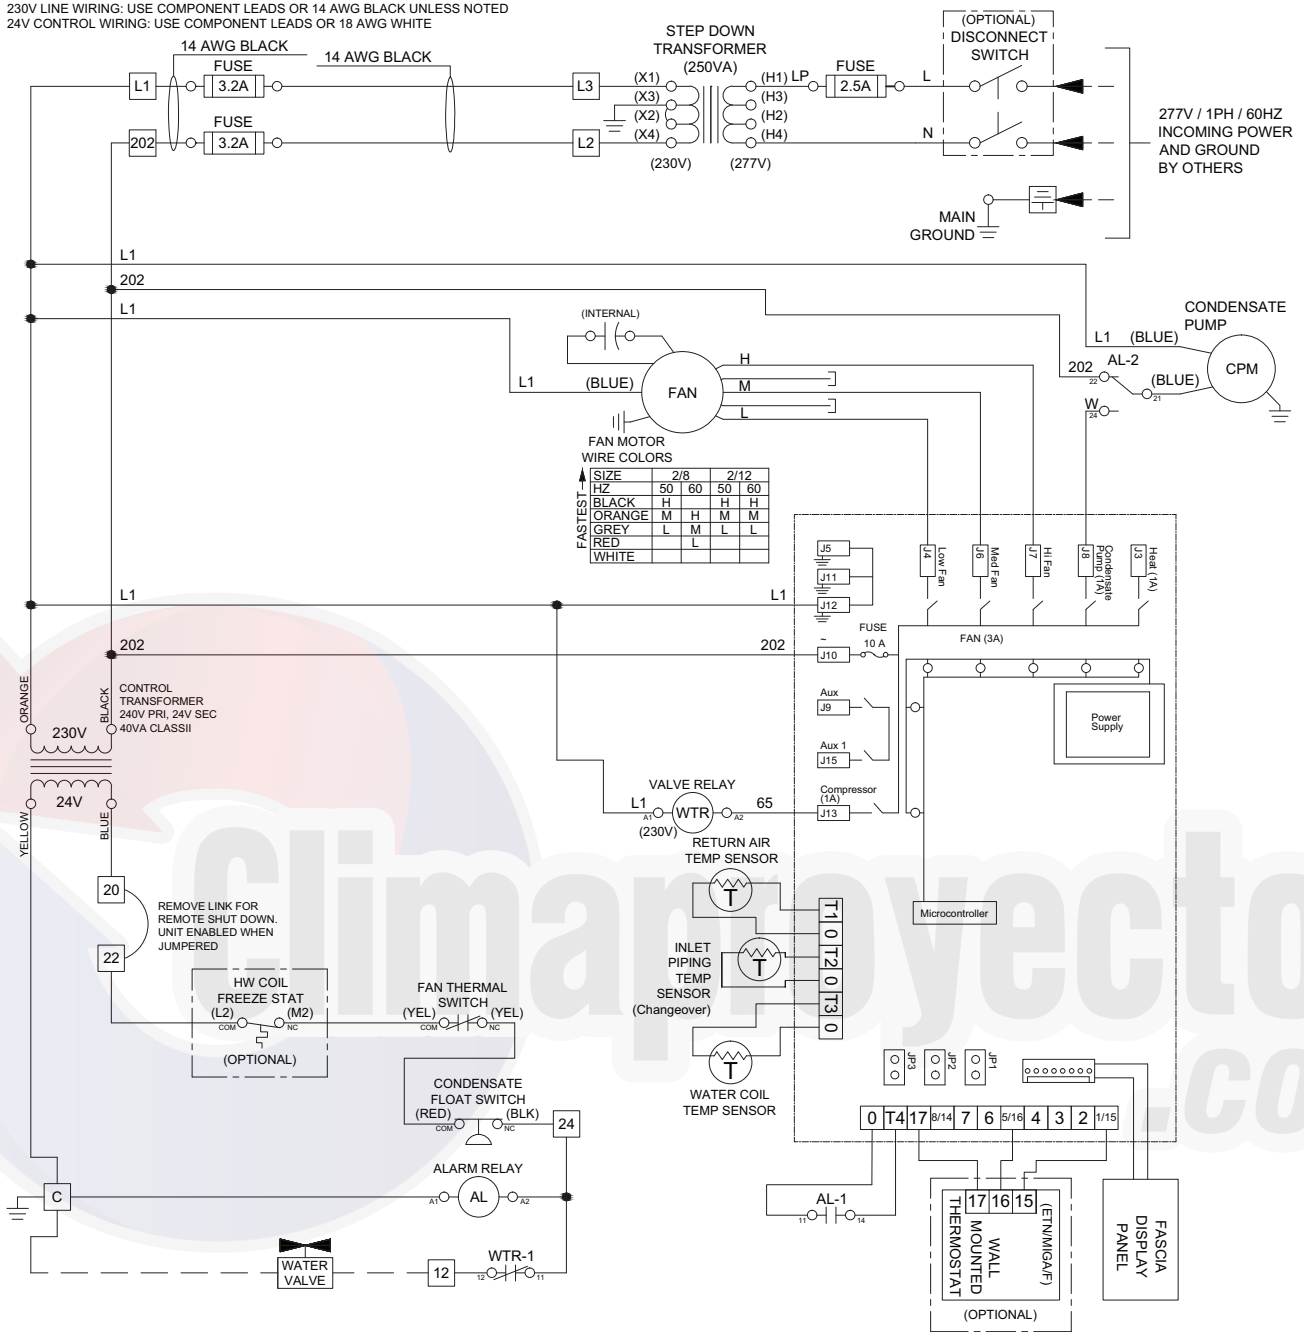 230V LINE WIRING: USE COMPONENT LEADS OR 14 AWG BLACK UNLESS NOTED
24V CONTROL WIRING: USE COMPONENT LEADS OR 18 AWG WHITE
14 AWG BLACK
14 AWG BLACK
L1
FUSE
3.2A
202
FUSE
3.2A
L3
L2
STEP DOWN
TRANSFORMER
(250VA)
(X1)
(X3)
(X2)
(X4)
(230V)
(H1)
(H3)
(H2)
(H4)
(277V)
LP
FUSE
2.5A
L
N
(OPTIONAL)
DISCONNECT
SWITCH
277V / 1PH / 60HZ
INCOMING POWER
AND GROUND
BY OTHERS
MAIN
GROUND
L1
202
L1
(INTERNAL)
L1
(BLUE)
FAN
H
M
L
CONDENSATE
PUMP
L1
(BLUE)
202
22
AL-2
(BLUE)
21
CPM
W
24
FAN MOTOR
WIRE COLORS
FASTEST
SIZE 2/8 2/12
HZ 50 60 50 60
BLACK H H H
ORANGE M H M M
GREY L M L L
RED L
WHITE
L1
L1
202
202
J5
J11
J12
~
J10
FUSE
10 A
J4
Low Fan
J6
Med Fan
J7
Hi Fan
J8
Condensate
Pump (1A)
J3
Heat (1A)
FAN (3A)
Aux
J9
Aux 1
J15
Compressor
(1A)
J13
Power
Supply
Microcontroller
ORANGE
BLACK
CONTROL
TRANSFORMER
240V PRI, 24V SEC
40VA CLASSII
230V
24V
YELLOW
BLUE
VALVE RELAY
L1
A1
WTR
A2
65
(230V)
RETURN AIR
TEMP SENSOR
T
INLET
PIPING
TEMP
SENSOR
(Changeover)
T
T
WATER COIL
TEMP SENSOR
T1
0
T2
0
T3
0
20
22
REMOVE LINK FOR
REMOTE SHUT DOWN.
UNIT ENABLED WHEN
JUMPERED
HW COIL
FREEZE STAT
(L2)
(M2)
COM
NC
(OPTIONAL)
FAN THERMAL
SWITCH
(YEL)
(YEL)
COM
NC
CONDENSATE
FLOAT SWITCH
(RED)
(BLK)
COM
NC
24
ALARM RELAY
C
A1
AL
A2
WATER
VALVE
12
WTR-1
12
11
JP3
JP2
JP1
0 T4 17 8/14 7 6 5/16 4 3 2 1/15
AL-1
11
14
17 16 15
WALL
MOUNTED
THERMOSTAT
(ETN/MIGA/F)
(OPTIONAL)
FASCIA
DISPLAY
PANEL
Climaproyecto
.co